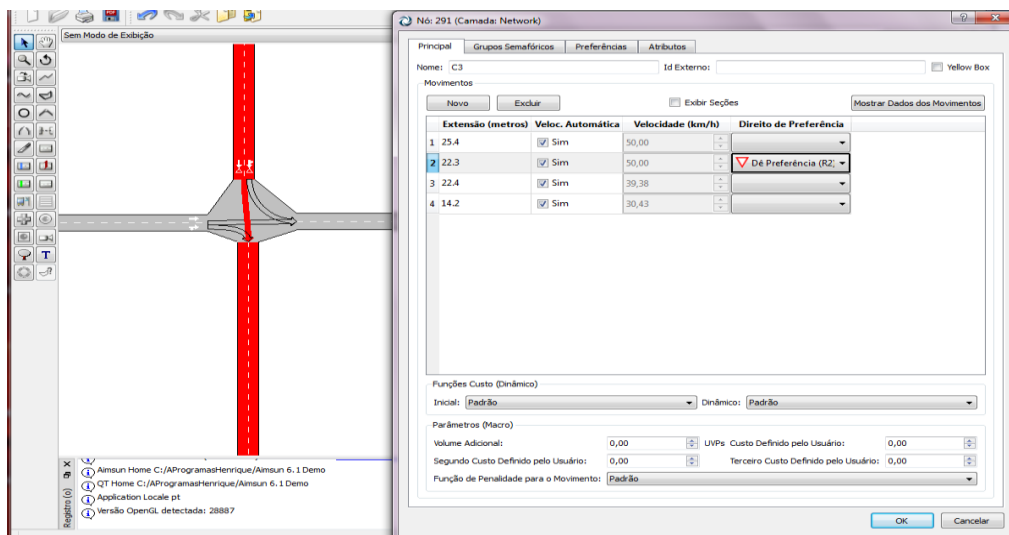 Sem Modo de Exibição
Aimsun Home C:/AProgramasHenrique/Aimsun 6.1 Demo
QT Home C:/AProgramasHenrique/Aimsun 6.1 Demo
Application Locale pt
Versão OpenGL detectada: 28887
Registro (o)
Nó: 291 (Camada: Network)
Principal Grupos Semafóricos Preferências Atributos
Nome: C3 Id Externo: Yellow Box
Movimentos
Novo Excluir Exibir Seções Mostrar Dados dos Movimentos
Extensão (metros) Veloc. Automática Velocidade (km/h) Direito de Preferência
1 25.4 Sim 50,00
2 22.3 Sim 50,00 Dê Preferência (R2)
3 22.4 Sim 39,38
4 14.2 Sim 30,43
Funções Custo (Dinâmico)
Inicial: Padrão Dinâmico: Padrão
Parâmetros (Macro)
Volume Adicional: 0,00 UVPs Custo Definido pelo Usuário: 0,00
Segundo Custo Definido pelo Usuário: 0,00 Terceiro Custo Definido pelo Usuário: 0,00
Função de Penalidade para o Movimento: Padrão
OK Cancelar